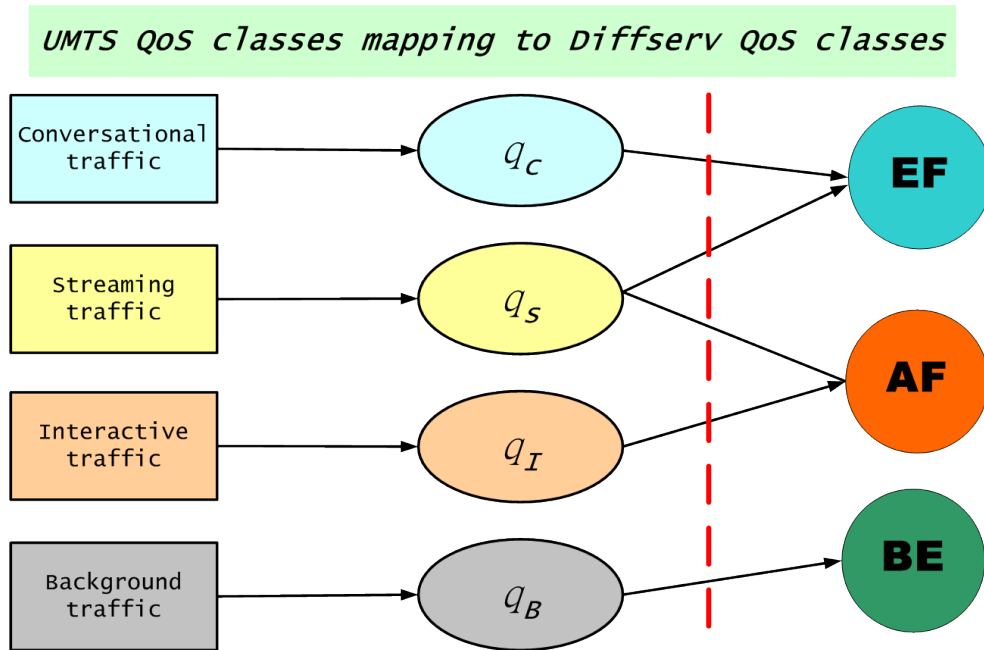 UMTS QoS classes mapping to Diffserv QoS classes
Conversational
traffic
qC
EF
Streaming
traffic
qS
AF
Interactive
traffic
qI
Background
traffic
qB
BE